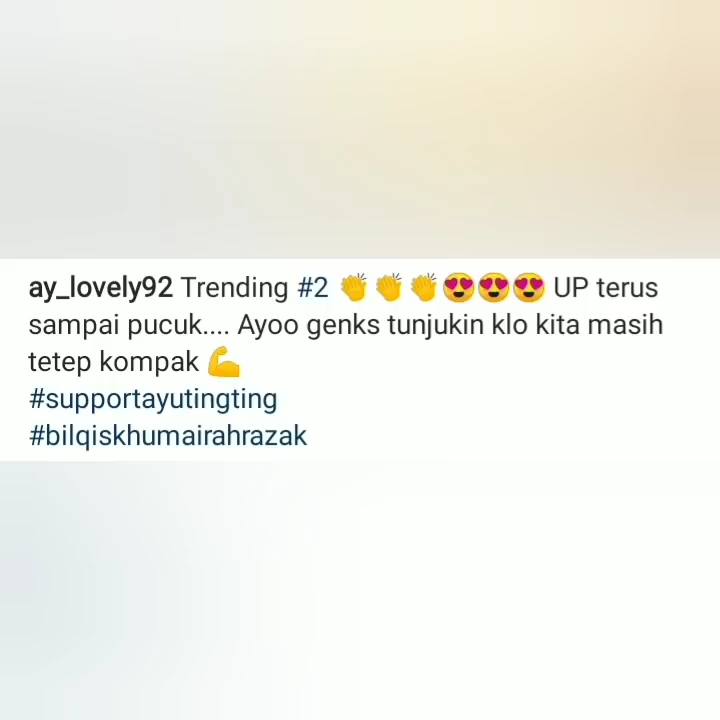 ay_lovely92 Trending #2 👏👏👏😍😍😍 UP terus
sampai pucuk.... Ayoo genks tunjukin klo kita masih
tetep kompak 💪
#supportayutingting
#bilqiskhumairahrazak